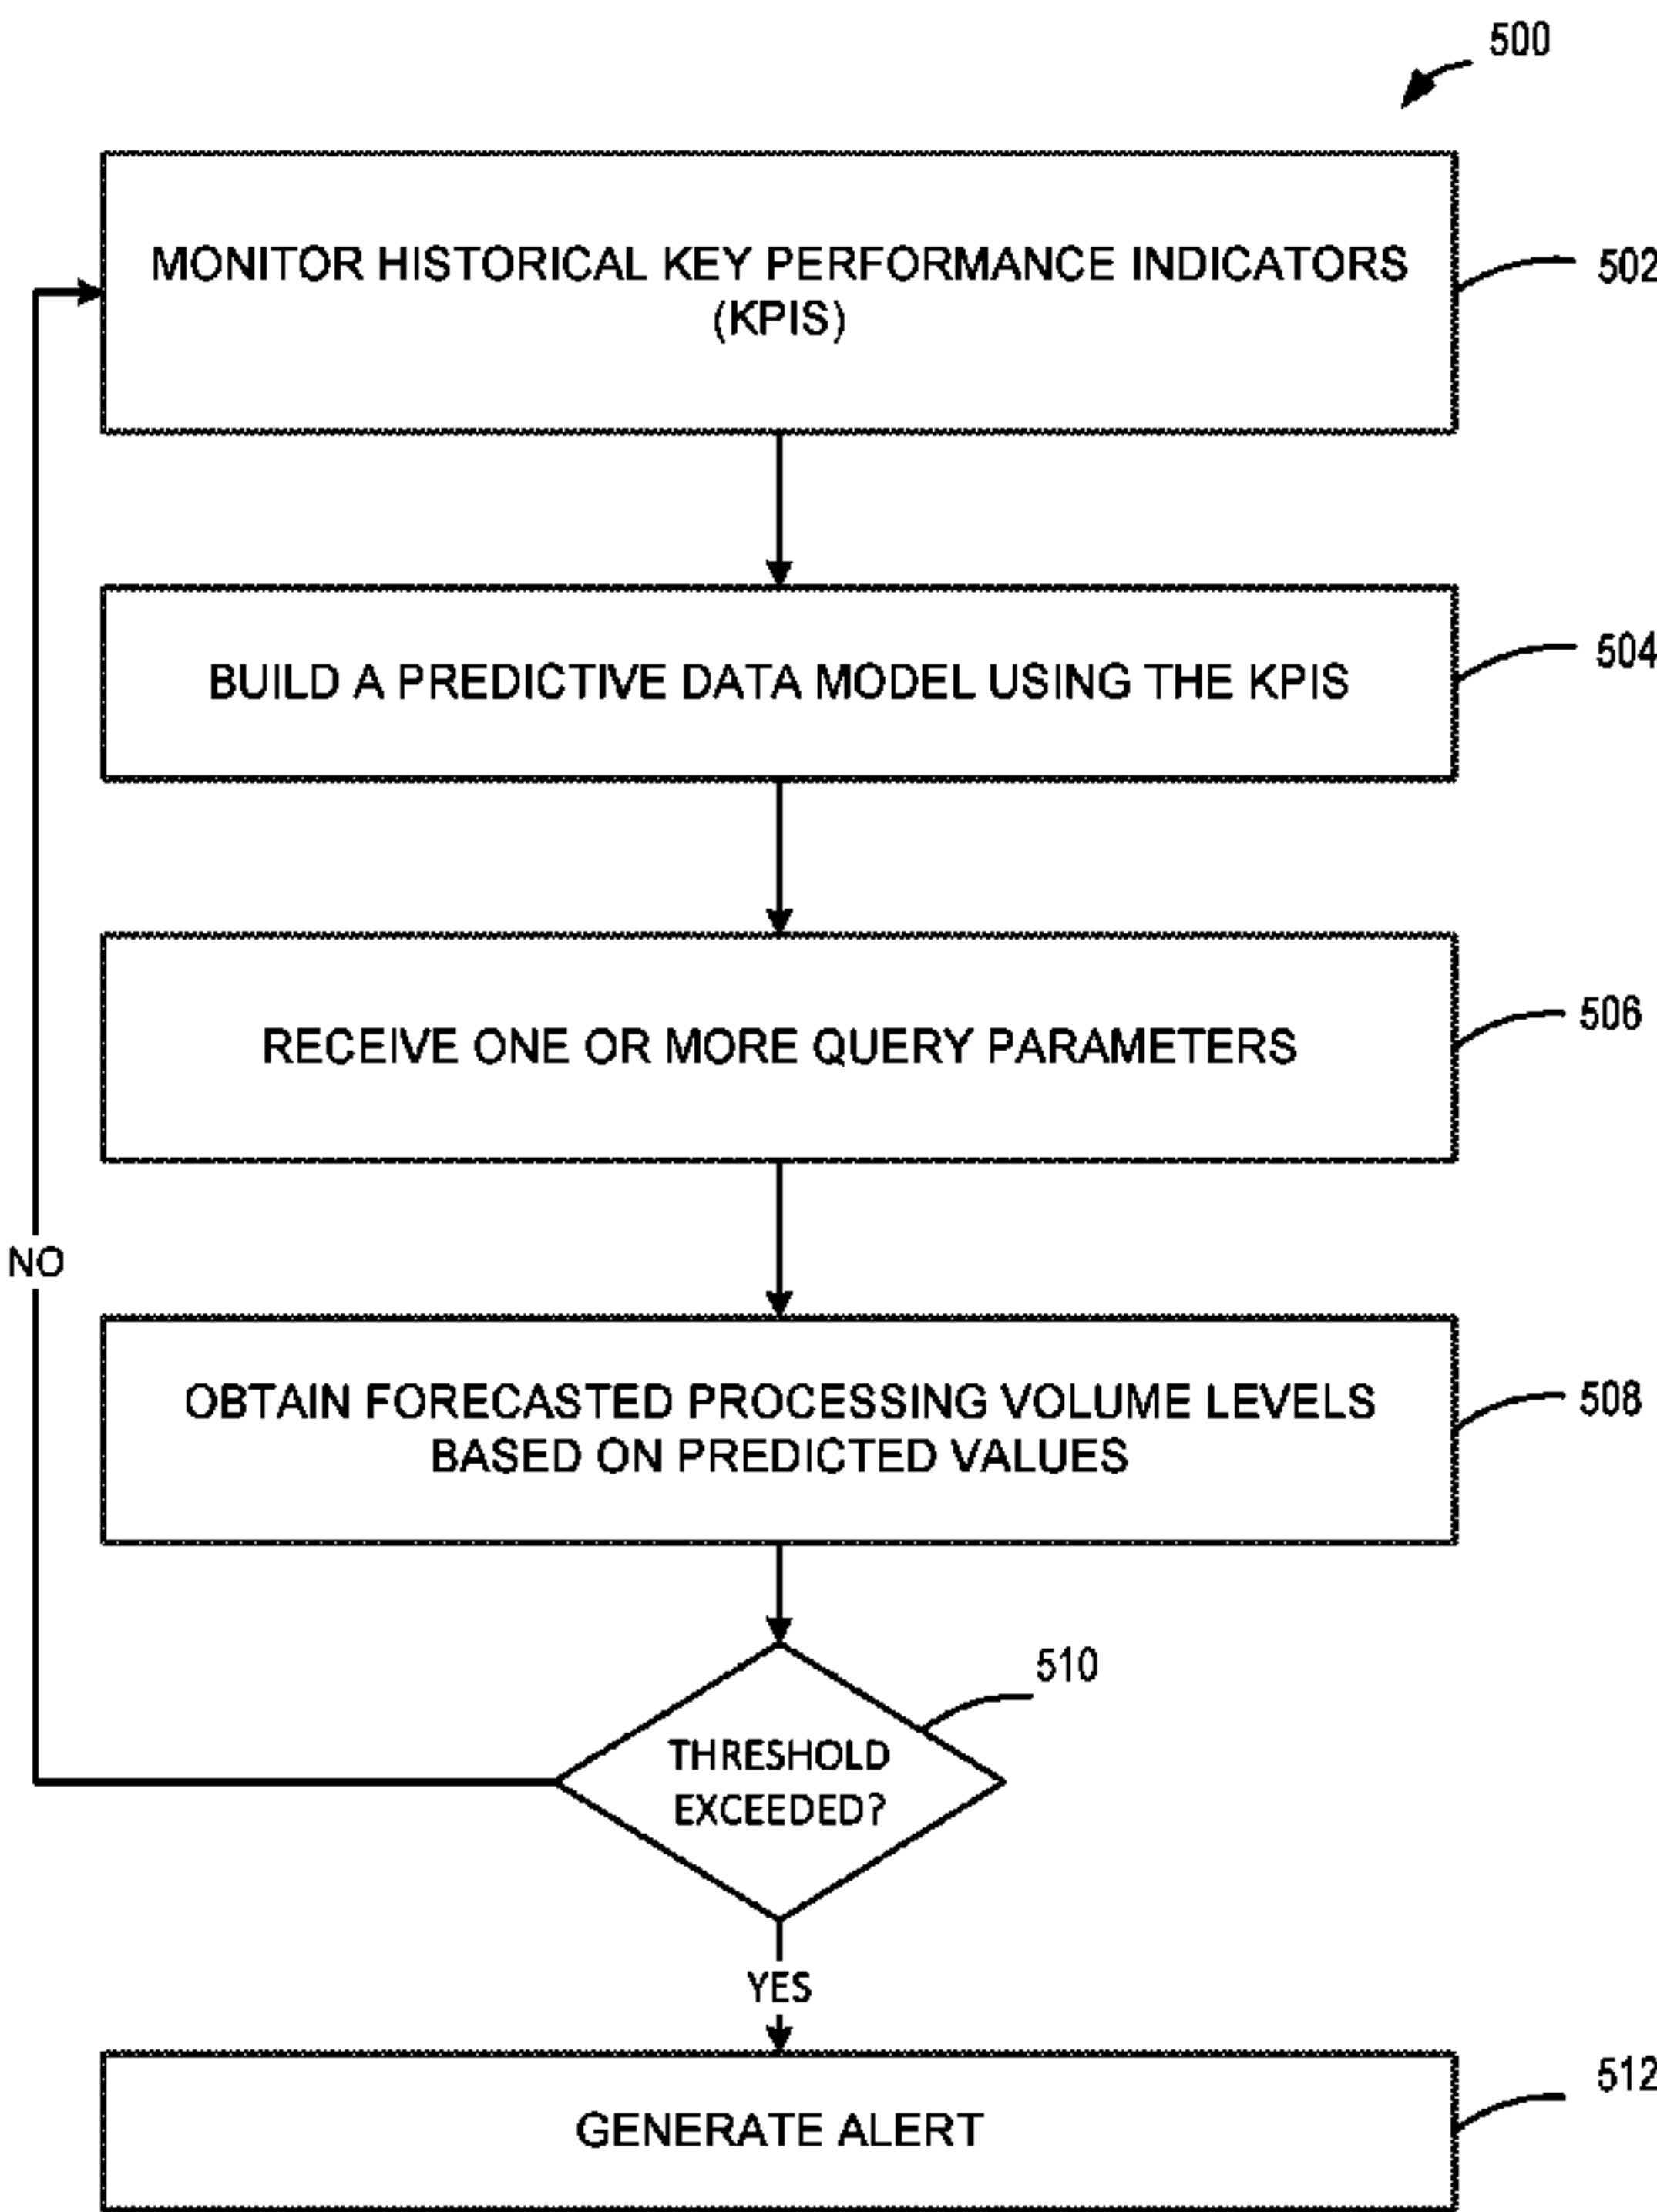 500
MONITOR HISTORICAL KEY PERFORMANCE INDICATORS
(KPIS)
502
BUILD A PREDICTIVE DATA MODEL USING THE KPIS
504
RECEIVE ONE OR MORE QUERY PARAMETERS
506
NO
OBTAIN FORECASTED PROCESSING VOLUME LEVELS
BASED ON PREDICTED VALUES
508
510
THRESHOLD
EXCEEDED?
YES
GENERATE ALERT
512